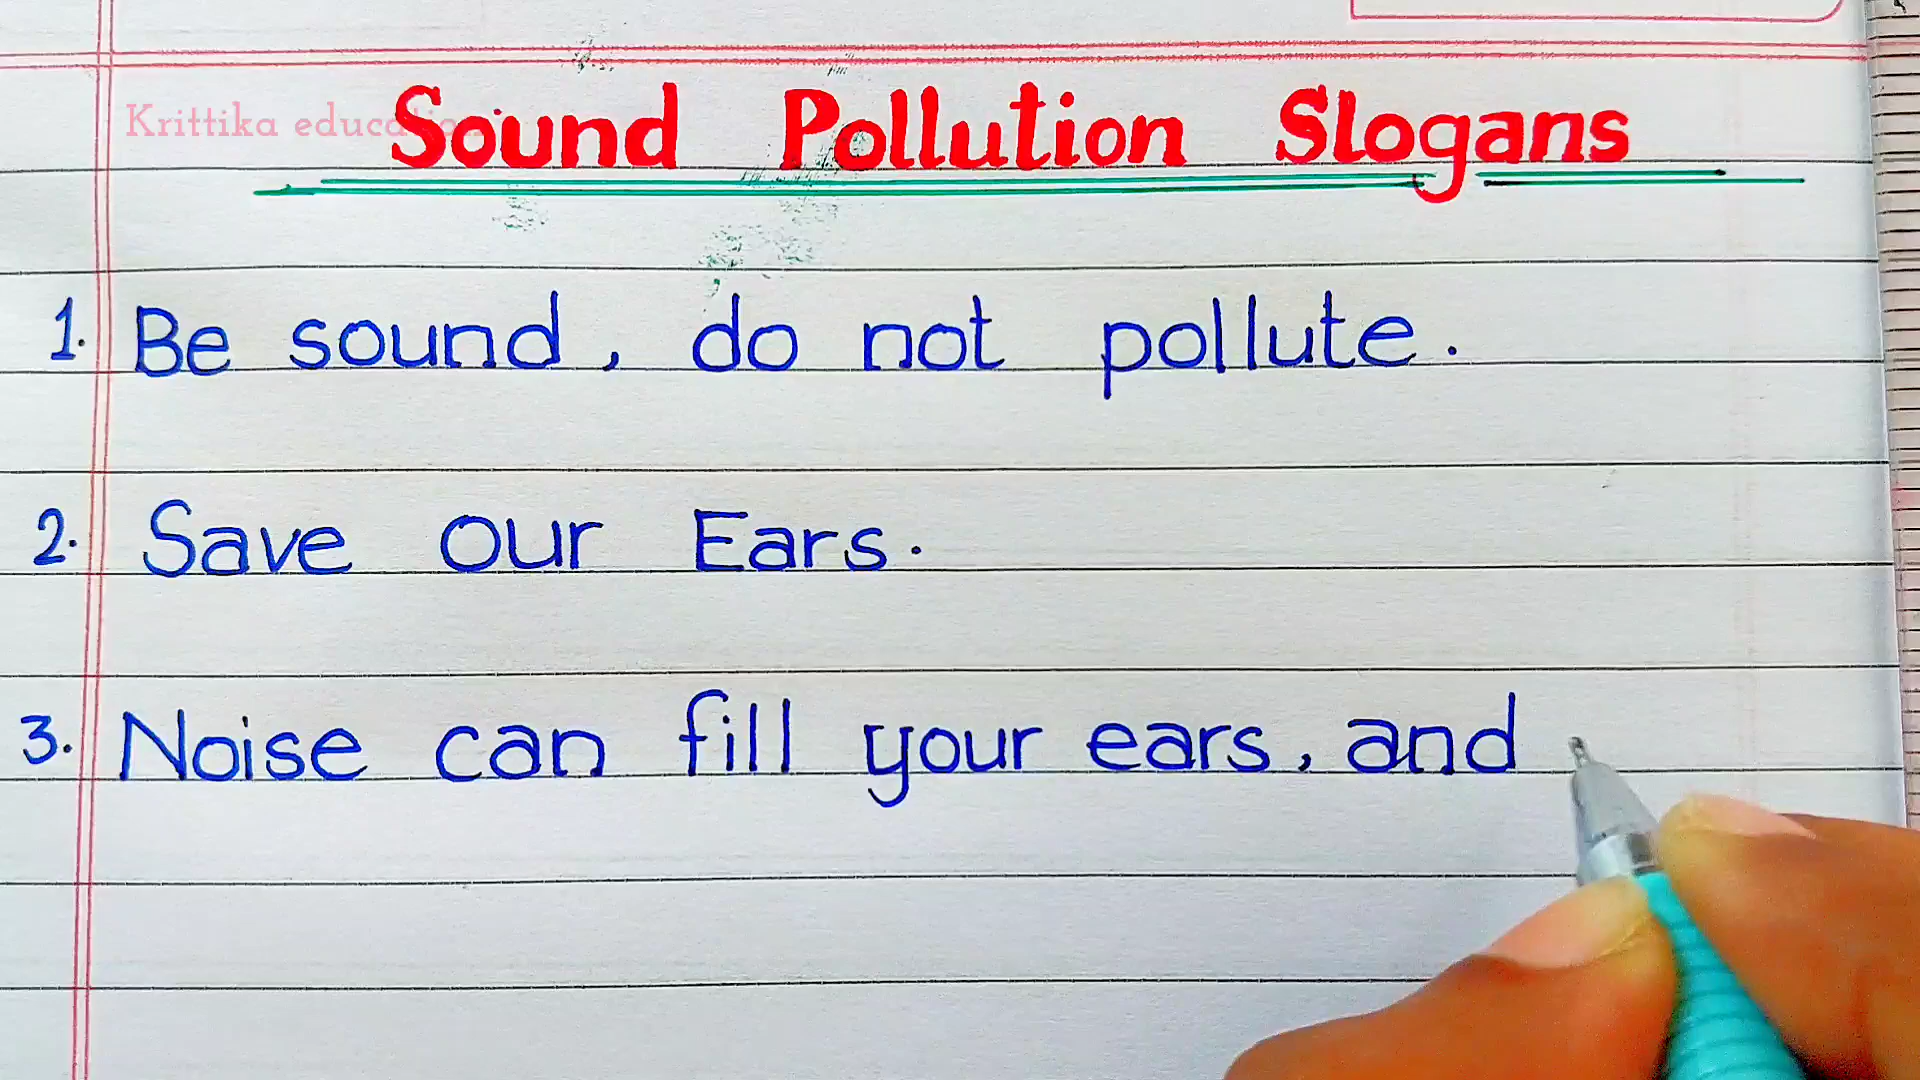 Krittika education
Sound Pollution Slogans
1. Be sound, do not pollute.
2. Save our Ears.
3. Noise can fill your ears, and